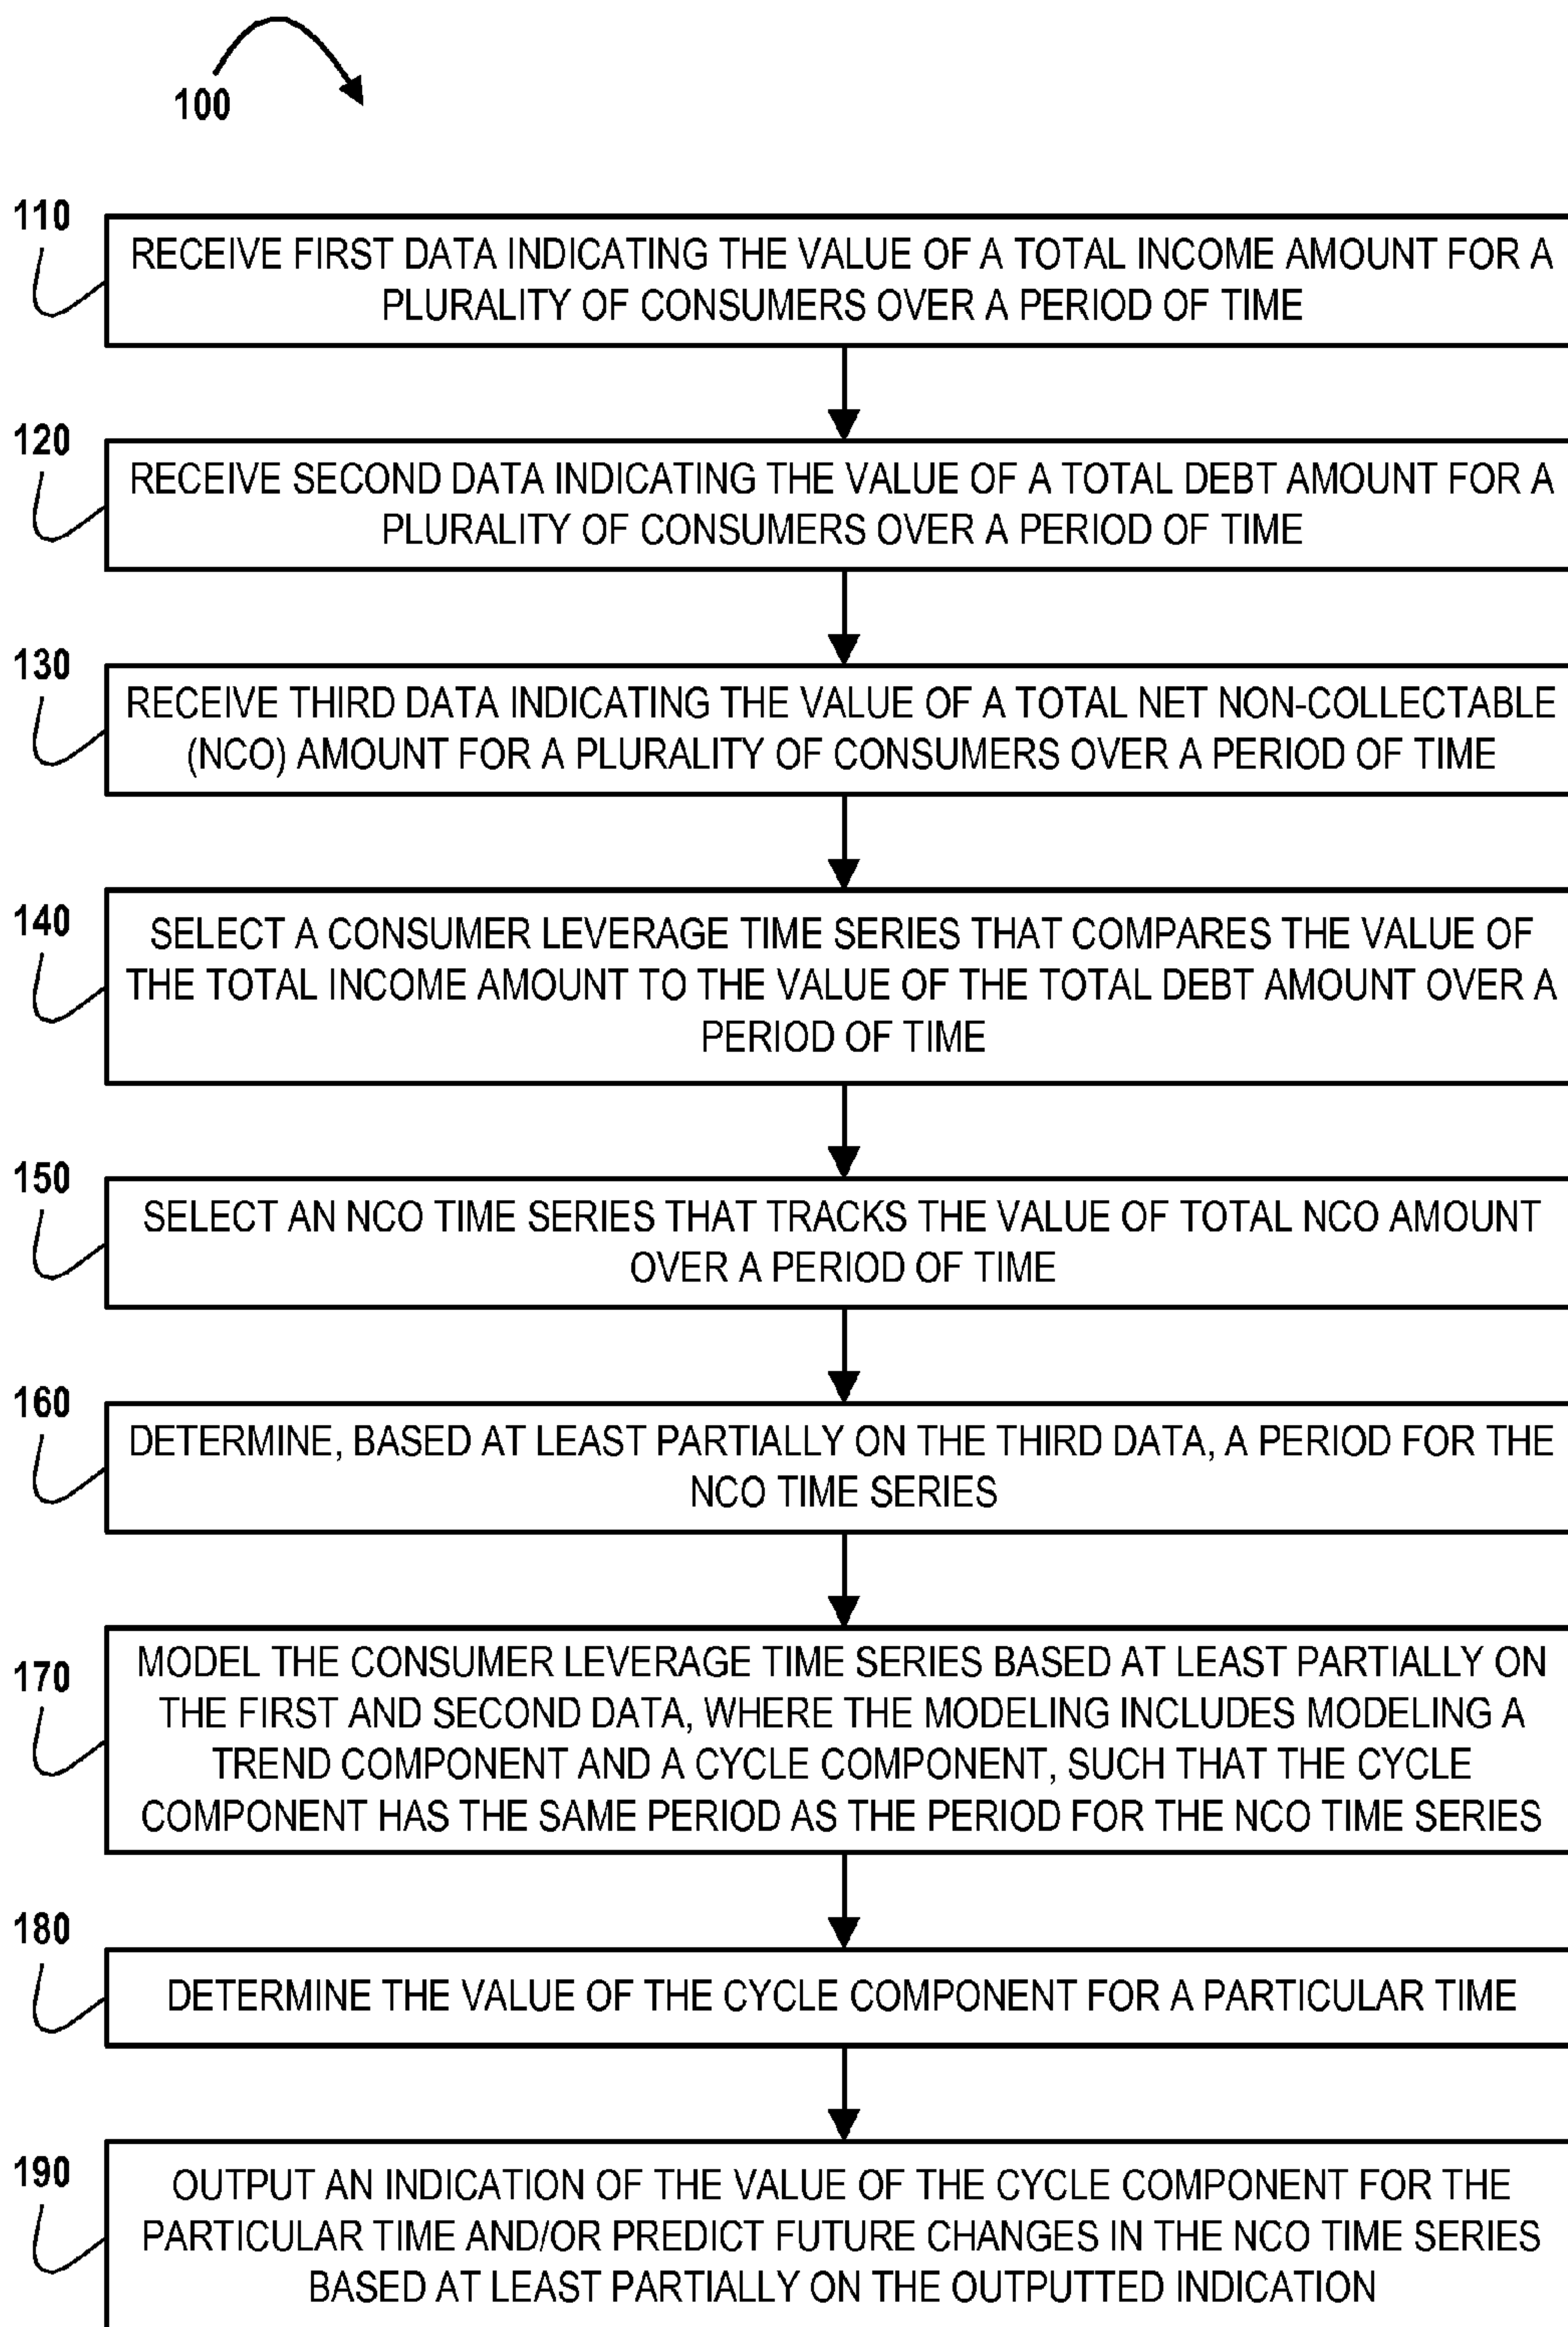 100
110
RECEIVE FIRST DATA INDICATING THE VALUE OF A TOTAL INCOME AMOUNT FOR A
PLURALITY OF CONSUMERS OVER A PERIOD OF TIME
120
RECEIVE SECOND DATA INDICATING THE VALUE OF A TOTAL DEBT AMOUNT FOR A
PLURALITY OF CONSUMERS OVER A PERIOD OF TIME
130
RECEIVE THIRD DATA INDICATING THE VALUE OF A TOTAL NET NON-COLLECTABLE
(NCO) AMOUNT FOR A PLURALITY OF CONSUMERS OVER A PERIOD OF TIME
140
SELECT A CONSUMER LEVERAGE TIME SERIES THAT COMPARES THE VALUE OF
THE TOTAL INCOME AMOUNT TO THE VALUE OF THE TOTAL DEBT AMOUNT OVER A
PERIOD OF TIME
150
SELECT AN NCO TIME SERIES THAT TRACKS THE VALUE OF TOTAL NCO AMOUNT
OVER A PERIOD OF TIME
160
DETERMINE, BASED AT LEAST PARTIALLY ON THE THIRD DATA, A PERIOD FOR THE
NCO TIME SERIES
170
MODEL THE CONSUMER LEVERAGE TIME SERIES BASED AT LEAST PARTIALLY ON
THE FIRST AND SECOND DATA, WHERE THE MODELING INCLUDES MODELING A
TREND COMPONENT AND A CYCLE COMPONENT, SUCH THAT THE CYCLE
COMPONENT HAS THE SAME PERIOD AS THE PERIOD FOR THE NCO TIME SERIES
180
DETERMINE THE VALUE OF THE CYCLE COMPONENT FOR A PARTICULAR TIME
190
OUTPUT AN INDICATION OF THE VALUE OF THE CYCLE COMPONENT FOR THE
PARTICULAR TIME AND/OR PREDICT FUTURE CHANGES IN THE NCO TIME SERIES
BASED AT LEAST PARTIALLY ON THE OUTPUTTED INDICATION